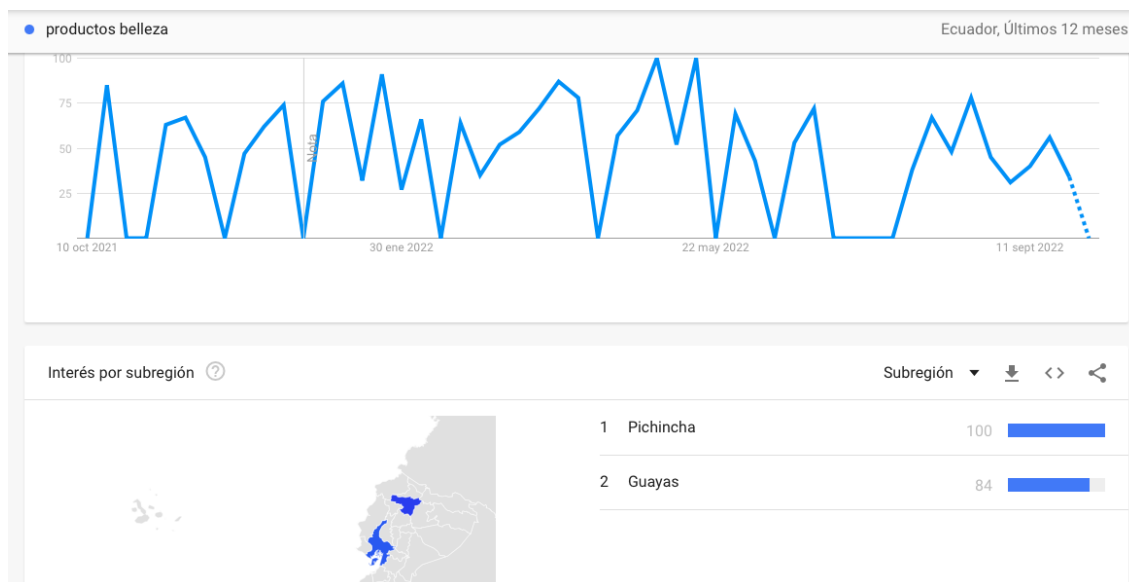 productos belleza
Ecuador, Últimos 12 meses
100
75
50
25
Nota
10 oct 2021
30 ene 2022
22 may 2022
11 sept 2022
Interés por subregión ?
Subregión
1 Pichincha 100
2 Guayas 84